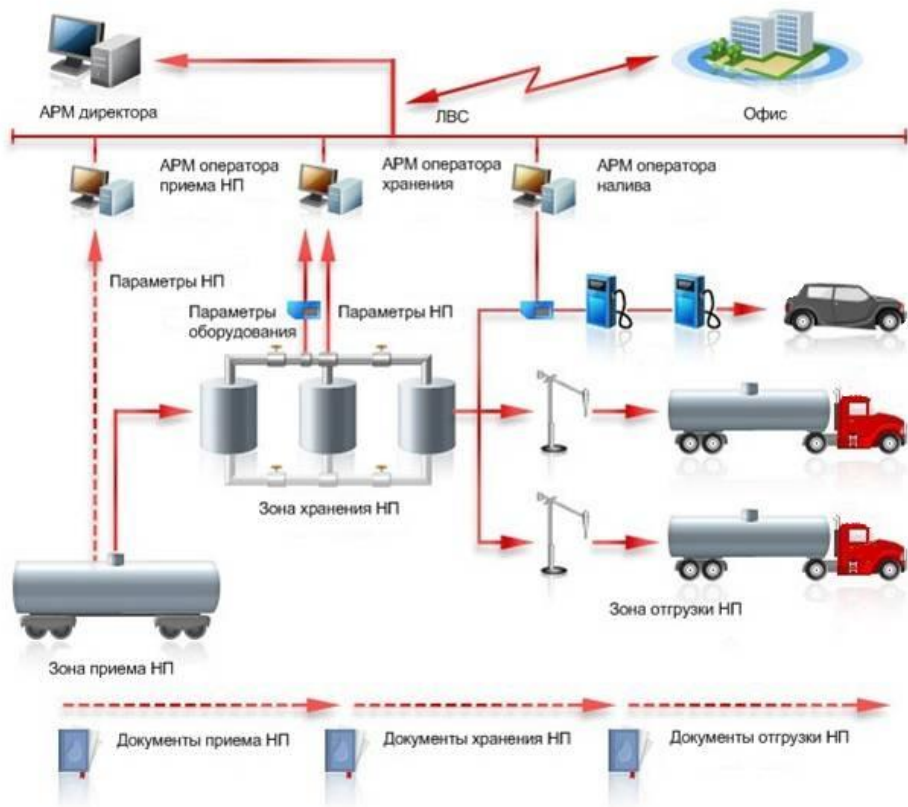 АРМ директора
ЛВС
Офис
АРМ оператора
приема НП
АРМ оператора
хранения
АРМ оператора
налива
Параметры НП
Параметры
оборудования
Параметры НП
Зона хранения НП
Зона отгрузки НП
Зона приема НП
Документы приема НП
Документы хранения НП
Документы отгрузки НП